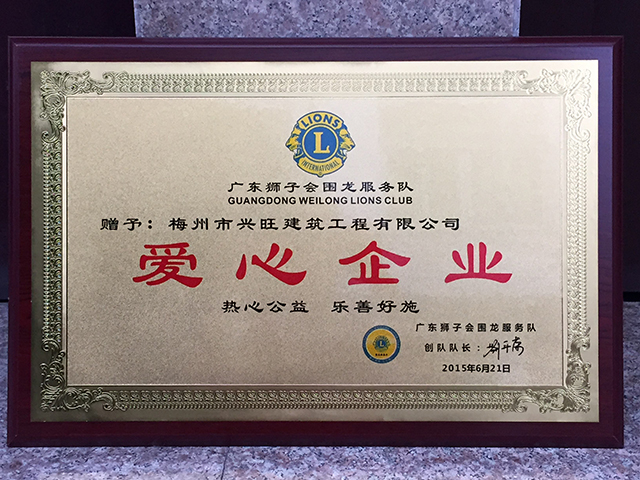 LIONS
L
INTERNATIONAL
广东狮子会围龙服务队
GUANGDONG WEILONG LIONS CLUB
赠予：梅州市兴旺建筑工程有限公司
爱心企业
热心公益 乐善好施
广东狮子会围龙服务队
创队队长：
2015年6月21日